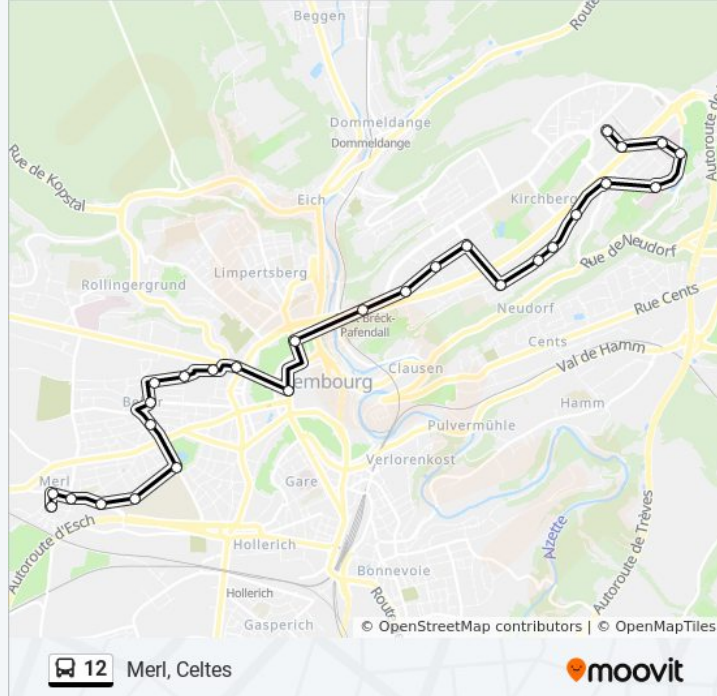 Beggen
Route
Dommeldange
Dommeldange
Autoroute de
Rue de Kopstal
Eich
Kirchberg
Rue de Neudorf
Limpertsberg
Rollingergrund
Neudorf
Rue Cents
Bréck-
Pafendall
Cents
Val de Hamm
Clausen
embourg
Hamm
Pulvermühle
Verlorenkost
Merl
Gare
Autoroute d'Esch
Hollerich
Alzette
Autoroute de Trèves
Bonnevoie
Hollerich
Route
Gasperich
© OpenStreetMap contributors | © OpenMapTiles
12 Merl, Celtes
moovit